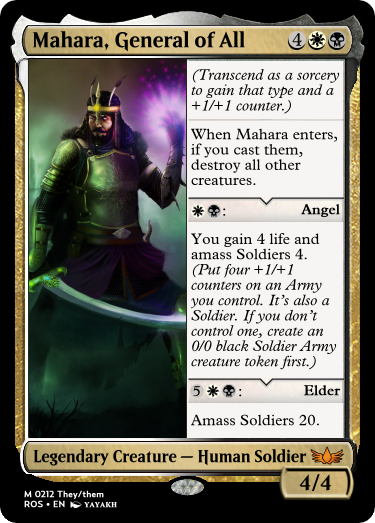 Mahara, General of All 4
(Transcend as a sorcery
to gain that type and a
+1/+1 counter.)
When Mahara enters,
if you cast them,
destroy all other
creatures.
: Angel
You gain 4 life and
amass Soldiers 4.
(Put four +1/+1
counters on an Army
you control. It's also a
Soldier. If you don't
control one, create an
0/0 black Soldier Army
creature token first.)
5 : Elder
Amass Soldiers 20.
Legendary Creature — Human Soldier
4/4
M 0212 They/them
ROS • EN YAYAKH